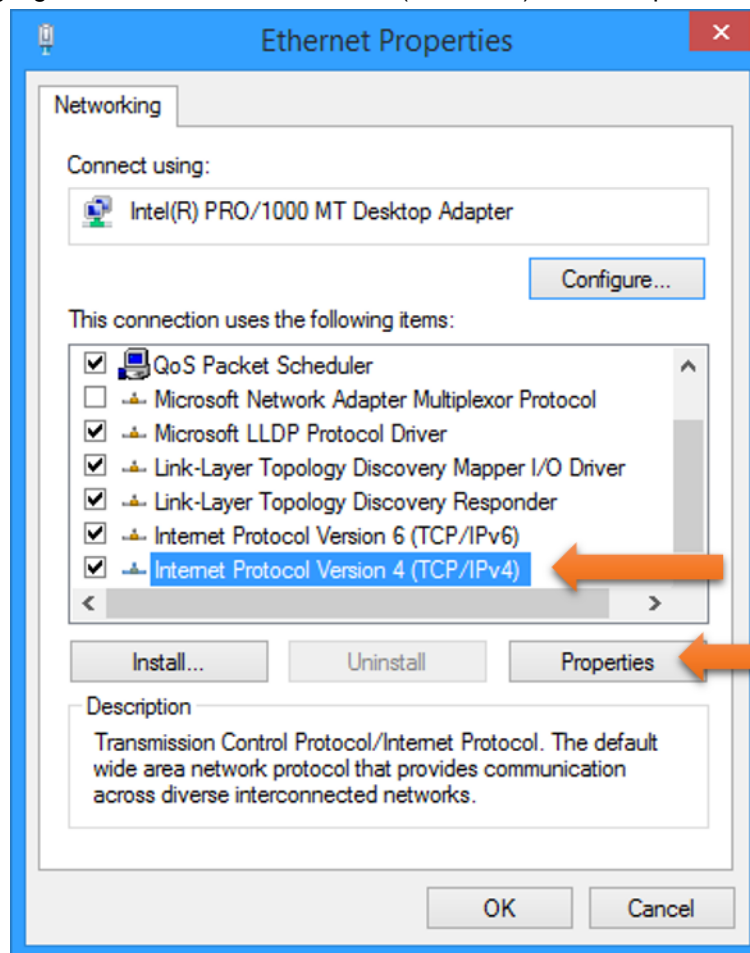 Ethernet Properties
Networking
Connect using:
Intel(R) PRO/1000 MT Desktop Adapter
Configure...
This connection uses the following items:
QoS Packet Scheduler
Microsoft Network Adapter Multiplexor Protocol
Microsoft LLDP Protocol Driver
Link-Layer Topology Discovery Mapper I/O Driver
Link-Layer Topology Discovery Responder
Internet Protocol Version 6 (TCP/IPv6)
Internet Protocol Version 4 (TCP/IPv4)
Install... Uninstall Properties
Description
Transmission Control Protocol/Internet Protocol. The default
wide area network protocol that provides communication
across diverse interconnected networks.
OK Cancel